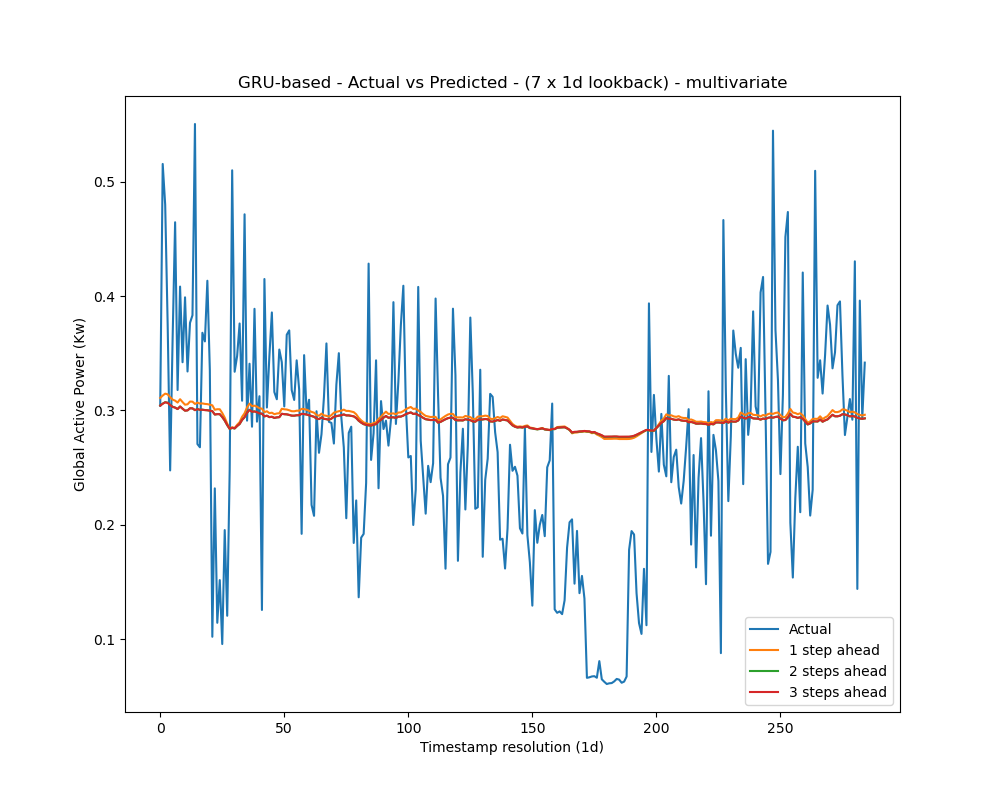 GRU-based - Actual vs Predicted - (7 x 1d lookback) - multivariate
Global Active Power (Kw)
0.5
0.4
0.3
0.2
0.1
0 50 100 150 200 250
Timestamp resolution (1d)
Actual
1 step ahead
2 steps ahead
3 steps ahead